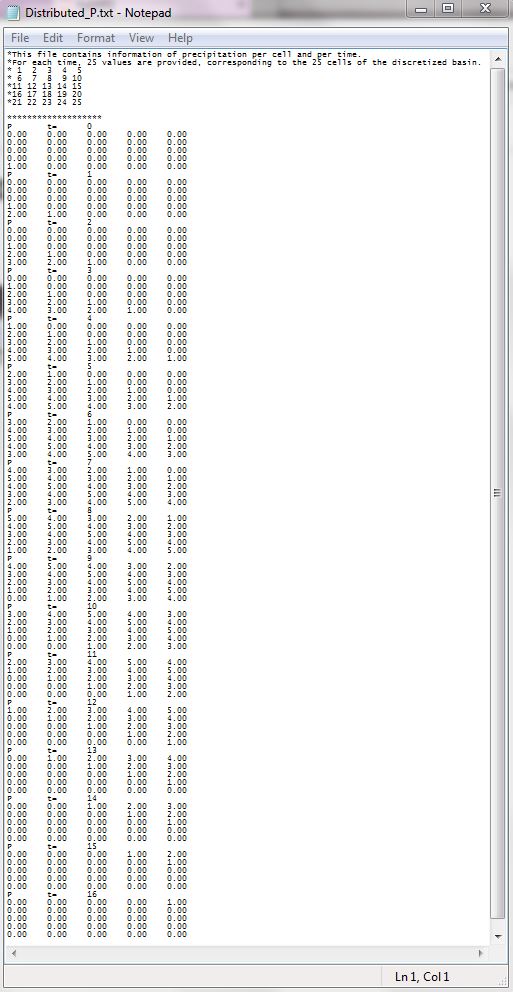 Distributed_P.txt - Notepad
File Edit Format View Help
*This file contains information of precipitation per cell and per time.
*For each time, 25 values are provided, corresponding to the 25 cells of the discretized basin.
* 1 2 3 4 5
* 6 7 8 9 10
*11 12 13 14 15
*16 17 18 19 20
*21 22 23 24 25
*******************
P t= 0
0.00 0.00 0.00 0.00 0.00
0.00 0.00 0.00 0.00 0.00
0.00 0.00 0.00 0.00 0.00
0.00 0.00 0.00 0.00 0.00
1.00 0.00 0.00 0.00 0.00
P t= 1
0.00 0.00 0.00 0.00 0.00
0.00 0.00 0.00 0.00 0.00
0.00 0.00 0.00 0.00 0.00
1.00 0.00 0.00 0.00 0.00
2.00 1.00 0.00 0.00 0.00
P t= 2
0.00 0.00 0.00 0.00 0.00
0.00 0.00 0.00 0.00 0.00
1.00 0.00 0.00 0.00 0.00
2.00 1.00 0.00 0.00 0.00
3.00 2.00 1.00 0.00 0.00
P t= 3
0.00 0.00 0.00 0.00 0.00
1.00 0.00 0.00 0.00 0.00
2.00 1.00 0.00 0.00 0.00
3.00 2.00 1.00 0.00 0.00
4.00 3.00 2.00 1.00 0.00
P t= 4
1.00 0.00 0.00 0.00 0.00
2.00 1.00 0.00 0.00 0.00
3.00 2.00 1.00 0.00 0.00
4.00 3.00 2.00 1.00 0.00
5.00 4.00 3.00 2.00 1.00
P t= 5
2.00 1.00 0.00 0.00 0.00
3.00 2.00 1.00 0.00 0.00
4.00 3.00 2.00 1.00 0.00
5.00 4.00 3.00 2.00 1.00
4.00 5.00 4.00 3.00 2.00
P t= 6
3.00 2.00 1.00 0.00 0.00
4.00 3.00 2.00 1.00 0.00
5.00 4.00 3.00 2.00 1.00
4.00 5.00 4.00 3.00 2.00
3.00 4.00 5.00 4.00 3.00
P t= 7
4.00 3.00 2.00 1.00 0.00
5.00 4.00 3.00 2.00 1.00
4.00 5.00 4.00 3.00 2.00
3.00 4.00 5.00 4.00 3.00
2.00 3.00 4.00 5.00 4.00
P t= 8
5.00 4.00 3.00 2.00 1.00
4.00 5.00 4.00 3.00 2.00
3.00 4.00 5.00 4.00 3.00
2.00 3.00 4.00 5.00 4.00
1.00 2.00 3.00 4.00 5.00
P t= 9
4.00 5.00 4.00 3.00 2.00
3.00 4.00 5.00 4.00 3.00
2.00 3.00 4.00 5.00 4.00
1.00 2.00 3.00 4.00 5.00
0.00 1.00 2.00 3.00 4.00
P t= 10
3.00 4.00 5.00 4.00 3.00
2.00 3.00 4.00 5.00 4.00
1.00 2.00 3.00 4.00 5.00
0.00 1.00 2.00 3.00 4.00
0.00 0.00 1.00 2.00 3.00
P t= 11
2.00 3.00 4.00 5.00 4.00
1.00 2.00 3.00 4.00 5.00
0.00 1.00 2.00 3.00 4.00
0.00 0.00 1.00 2.00 3.00
0.00 0.00 0.00 1.00 2.00
P t= 12
1.00 2.00 3.00 4.00 5.00
0.00 1.00 2.00 3.00 4.00
0.00 0.00 1.00 2.00 3.00
0.00 0.00 0.00 1.00 2.00
0.00 0.00 0.00 0.00 1.00
P t= 13
0.00 1.00 2.00 3.00 4.00
0.00 0.00 1.00 2.00 3.00
0.00 0.00 0.00 1.00 2.00
0.00 0.00 0.00 0.00 1.00
0.00 0.00 0.00 0.00 0.00
P t= 14
0.00 0.00 1.00 2.00 3.00
0.00 0.00 0.00 1.00 2.00
0.00 0.00 0.00 0.00 1.00
0.00 0.00 0.00 0.00 0.00
0.00 0.00 0.00 0.00 0.00
P t= 15
0.00 0.00 0.00 1.00 2.00
0.00 0.00 0.00 0.00 1.00
0.00 0.00 0.00 0.00 0.00
0.00 0.00 0.00 0.00 0.00
0.00 0.00 0.00 0.00 0.00
P t= 16
0.00 0.00 0.00 0.00 1.00
0.00 0.00 0.00 0.00 0.00
0.00 0.00 0.00 0.00 0.00
0.00 0.00 0.00 0.00 0.00
0.00 0.00 0.00 0.00 0.00
Ln 1, Col 1